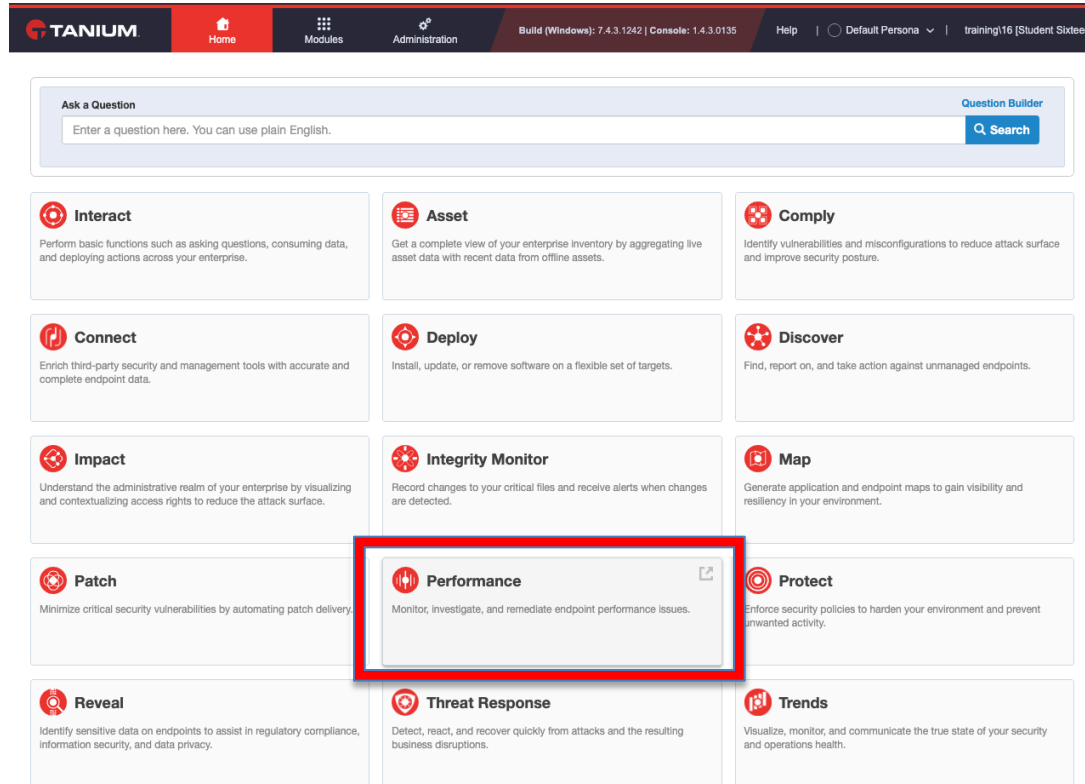 TANIUM
Home
Modules
Administration
Build (Windows): 7.4.3.1242 | Console: 1.4.3.0135
Help | Default Persona | training\16 [Student Sixtee
Ask a Question
Question Builder
Enter a question here. You can use plain English.
Search
Interact
Perform basic functions such as asking questions, consuming data,
and deploying actions across your enterprise.
Asset
Get a complete view of your enterprise inventory by aggregating live
asset data with recent data from offline assets.
Comply
Identify vulnerabilities and misconfigurations to reduce attack surface
and improve security posture.
Connect
Enrich third-party security and management tools with accurate and
complete endpoint data.
Deploy
Install, update, or remove software on a flexible set of targets.
Discover
Find, report on, and take action against unmanaged endpoints.
Impact
Understand the administrative realm of your enterprise by visualizing
and contextualizing access rights to reduce the attack surface.
Integrity Monitor
Record changes to your critical files and receive alerts when changes
are detected.
Map
Generate application and endpoint maps to gain visibility and
resiliency in your environment.
Patch
Minimize critical security vulnerabilities by automating patch delivery.
Performance
Monitor, investigate, and remediate endpoint performance issues.
Protect
Enforce security policies to harden your environment and prevent
unwanted activity.
Reveal
Identify sensitive data on endpoints to assist in regulatory compliance,
information security, and data privacy.
Threat Response
Detect, react, and recover quickly from attacks and the resulting
business disruptions.
Trends
Visualize, monitor, and communicate the true state of your security
and operations health.